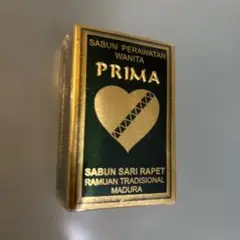 SABUN PERAWATAN
WANITA
PRIMA
SABUN SARI RAPET
RAMUAN TRADISIONAL
MADURA